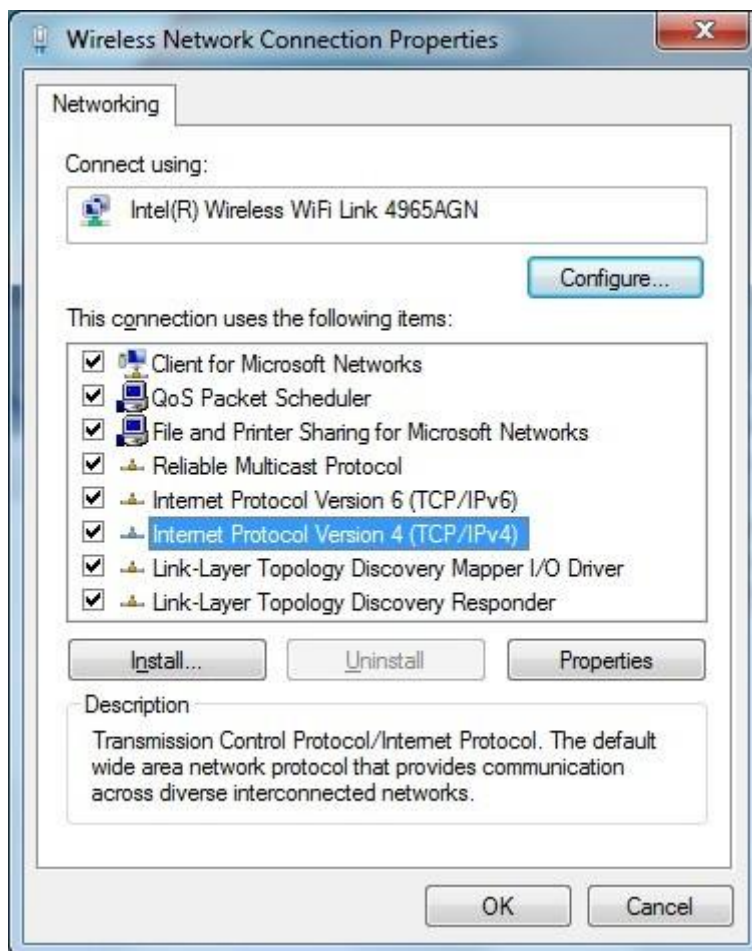 Wireless Network Connection Properties
Networking
Connect using:
Intel(R) Wireless WiFi Link 4965AGN
Configure...
This connection uses the following items:
Client for Microsoft Networks
QoS Packet Scheduler
File and Printer Sharing for Microsoft Networks
Reliable Multicast Protocol
Internet Protocol Version 6 (TCP/IPv6)
Internet Protocol Version 4 (TCP/IPv4)
Link-Layer Topology Discovery Mapper I/O Driver
Link-Layer Topology Discovery Responder
Install... Uninstall Properties
Description
Transmission Control Protocol/Internet Protocol. The default
wide area network protocol that provides communication
across diverse interconnected networks.
OK Cancel